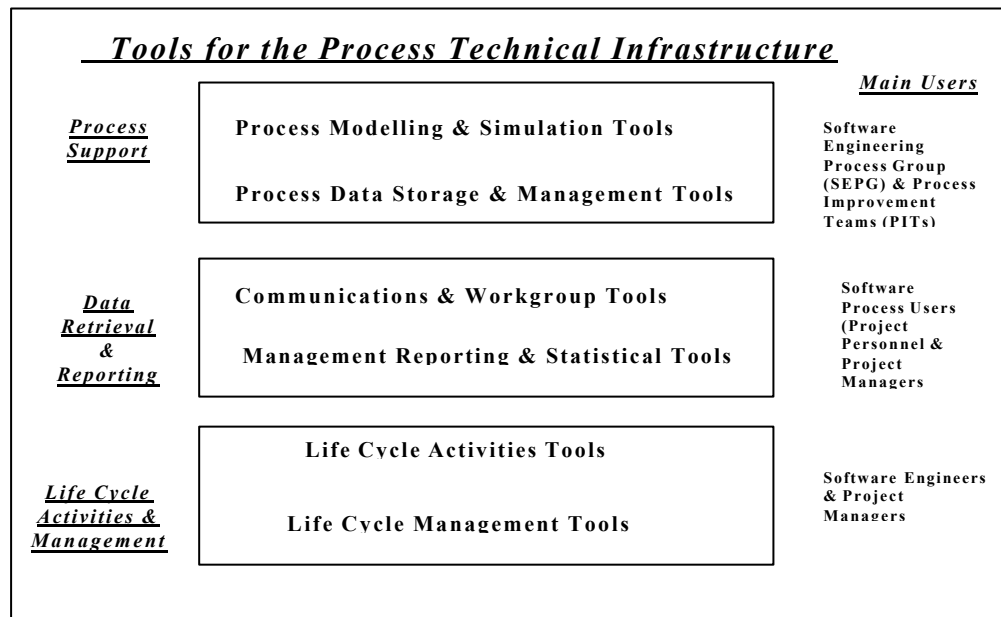 Tools for the Process Technical Infrastructure
Main Users
Process
Support
Process Modelling & Simulation Tools
Process Data Storage & Management Tools
Software
Engineering
Process Group
(SEPG) & Process
Improvement
Teams (PITs)
Data
Retrieval
&
Reporting
Communications & Workgroup Tools
Management Reporting & Statistical Tools
Software
Process Users
(Project
Personnel &
Project
Managers
Life Cycle
Activities &
Management
Life Cycle Activities Tools
Life Cycle Management Tools
Software Engineers
& Project
Managers